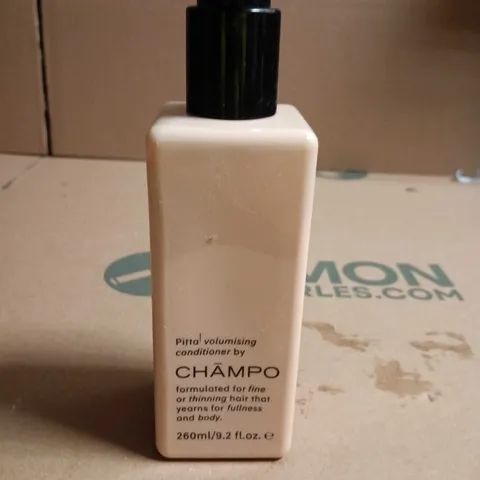 Pitta volumising
conditioner by
CHĀMPO
formulated for fine
or thinning hair that
yearns for fullness
and body.
260ml/9.2 fl.oz. ℮
MON
RLES.COM